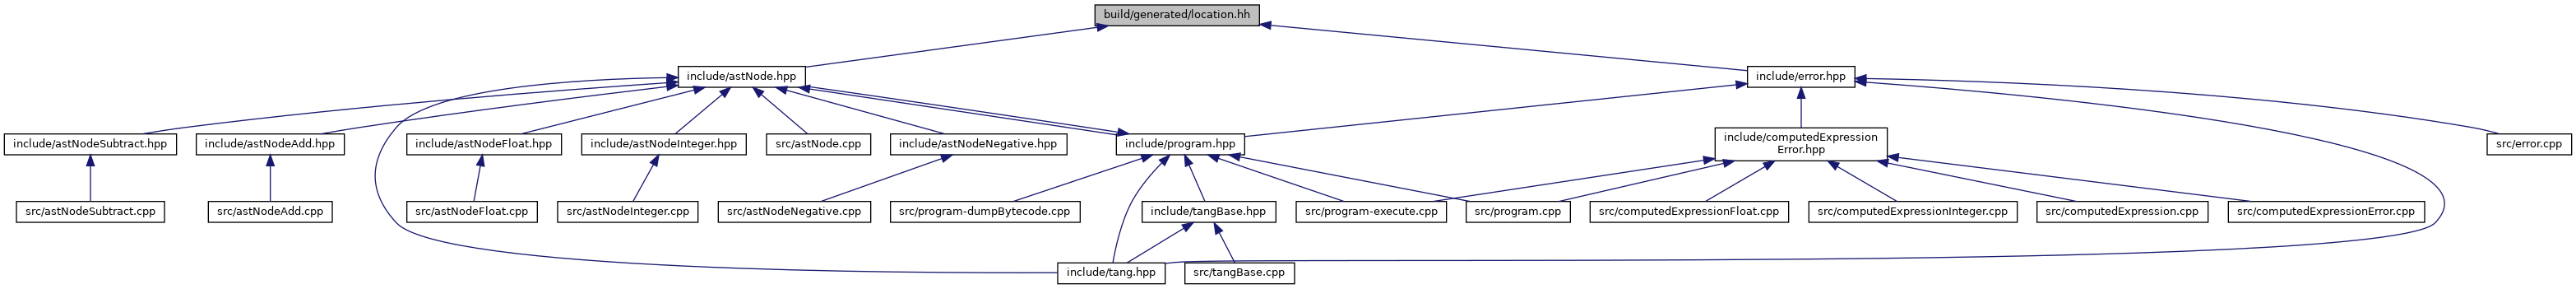 build/generated/location.hh
include/astNode.hpp
include/error.hpp
include/astNodeSubtract.hpp
include/astNodeAdd.hpp
include/astNodeFloat.hpp
include/astNodeInteger.hpp
src/astNode.cpp
include/astNodeNegative.hpp
include/program.hpp
include/computedExpression
Error.hpp
src/error.cpp
src/astNodeSubtract.cpp
src/astNodeAdd.cpp
src/astNodeFloat.cpp
src/astNodeInteger.cpp
src/astNodeNegative.cpp
src/program-dumpBytecode.cpp
include/tangBase.hpp
src/program-execute.cpp
src/program.cpp
src/computedExpressionFloat.cpp
src/computedExpressionInteger.cpp
src/computedExpression.cpp
src/computedExpressionError.cpp
include/tang.hpp
src/tangBase.cpp